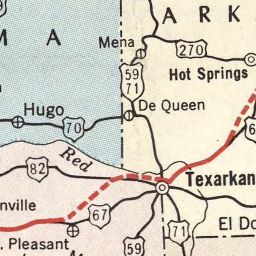 M A
A R K
Mena
270
59
71
Hot Springs
De Queen
Hugo
70
Red
82
Texarkan
nville
67
El Do
. Pleasant
59
71